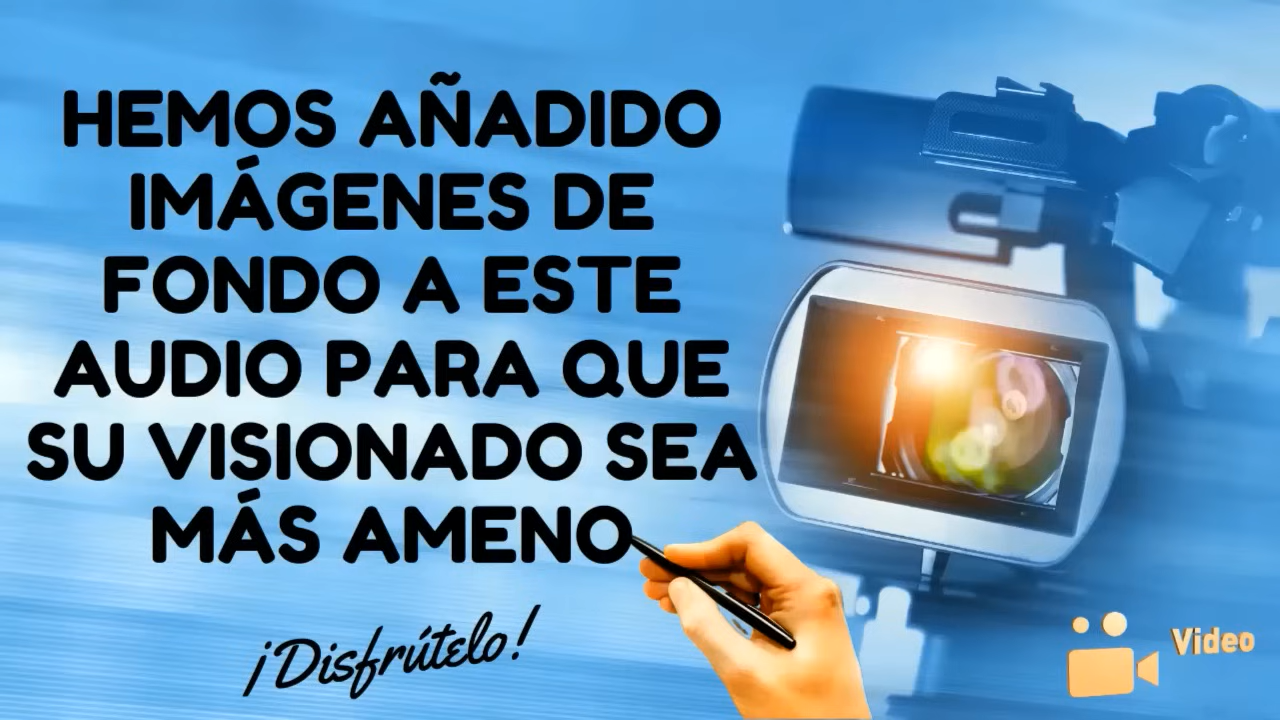 HEMOS AÑADIDO
IMÁGENES DE
FONDO A ESTE
AUDIO PARA QUE
SU VISIONADO SEA
MÁS AMENO
¡Disfrútelo!
Video